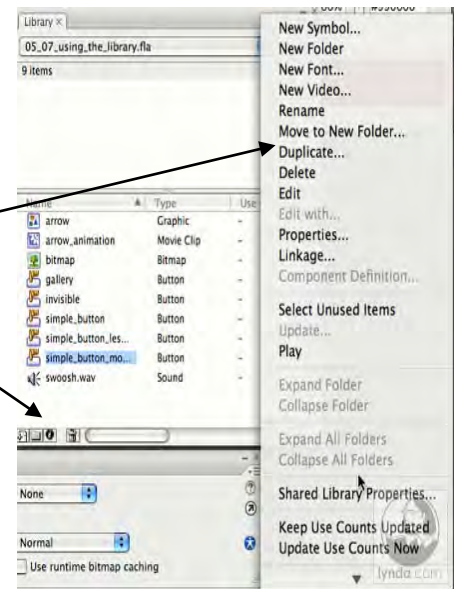 Library ×
05_07_using_the_library.fla
9 items
Name Type Use
arrow Graphic -
arrow_animation Movie Clip -
bitmap Bitmap -
gallery Button -
invisible Button -
simple_button Button -
simple_button_les... Button -
simple_button_mo... Button -
swoosh.wav Sound -
None
Normal
Use runtime bitmap caching
New Symbol...
New Folder
New Font...
New Video...
Rename
Move to New Folder...
Duplicate...
Delete
Edit
Edit with...
Properties...
Linkage...
Component Definition...
Select Unused Items
Update...
Play
Expand Folder
Collapse Folder
Expand All Folders
Collapse All Folders
Shared Library Properties...
Keep Use Counts Updated
Update Use Counts Now
lynda.com